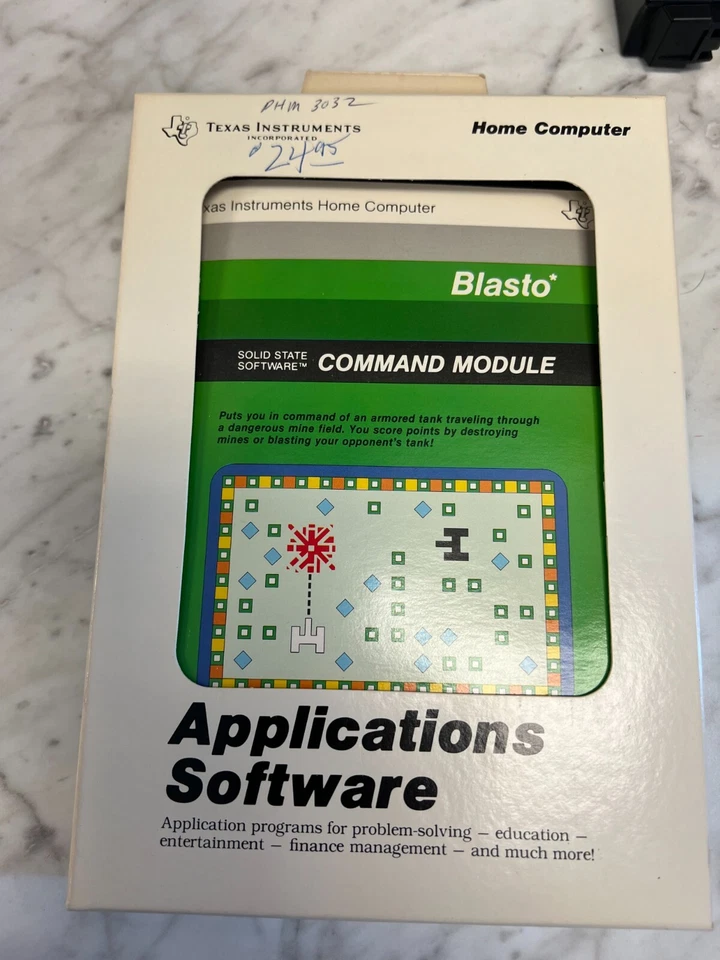 PHM 3032
TEXAS INSTRUMENTS
INCORPORATED
Home Computer
$24.95
xas Instruments Home Computer
Blasto*
SOLID STATE
SOFTWARE™
COMMAND MODULE
Puts you in command of an armored tank traveling through
a dangerous mine field. You score points by destroying
mines or blasting your opponent's tank!
Applications
Software
Application programs for problem-solving — education —
entertainment — finance management — and much more!